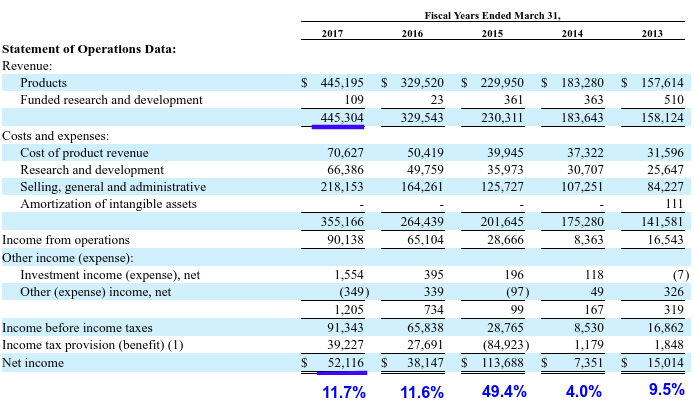 Fiscal Years Ended March 31,
2017 2016 2015 2014 2013
Statement of Operations Data:
Revenue:
Products $ 445,195 $ 329,520 $ 229,950 $ 183,280 $ 157,614
Funded research and development 109 23 361 363 510
445,304 329,543 230,311 183,643 158,124
Costs and expenses:
Cost of product revenue 70,627 50,419 39,945 37,322 31,596
Research and development 66,386 49,759 35,973 30,707 25,647
Selling, general and administrative 218,153 164,261 125,727 107,251 84,227
Amortization of intangible assets - - - - 111
355,166 264,439 201,645 175,280 141,581
Income from operations 90,138 65,104 28,666 8,363 16,543
Other income (expense):
Investment income (expense), net 1,554 395 196 118 (7)
Other (expense) income, net (349) 339 (97) 49 326
1,205 734 99 167 319
Income before income taxes 91,343 65,838 28,765 8,530 16,862
Income tax provision (benefit) (1) 39,227 27,691 (84,923) 1,179 1,848
Net income $ 52,116 $ 38,147 $ 113,688 $ 7,351 $ 15,014
11.7% 11.6% 49.4% 4.0% 9.5%